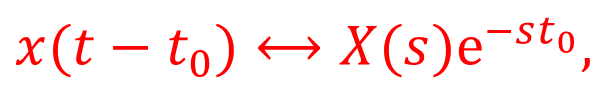 x(t − t₀) ⟷ X(s)e^{−st₀},